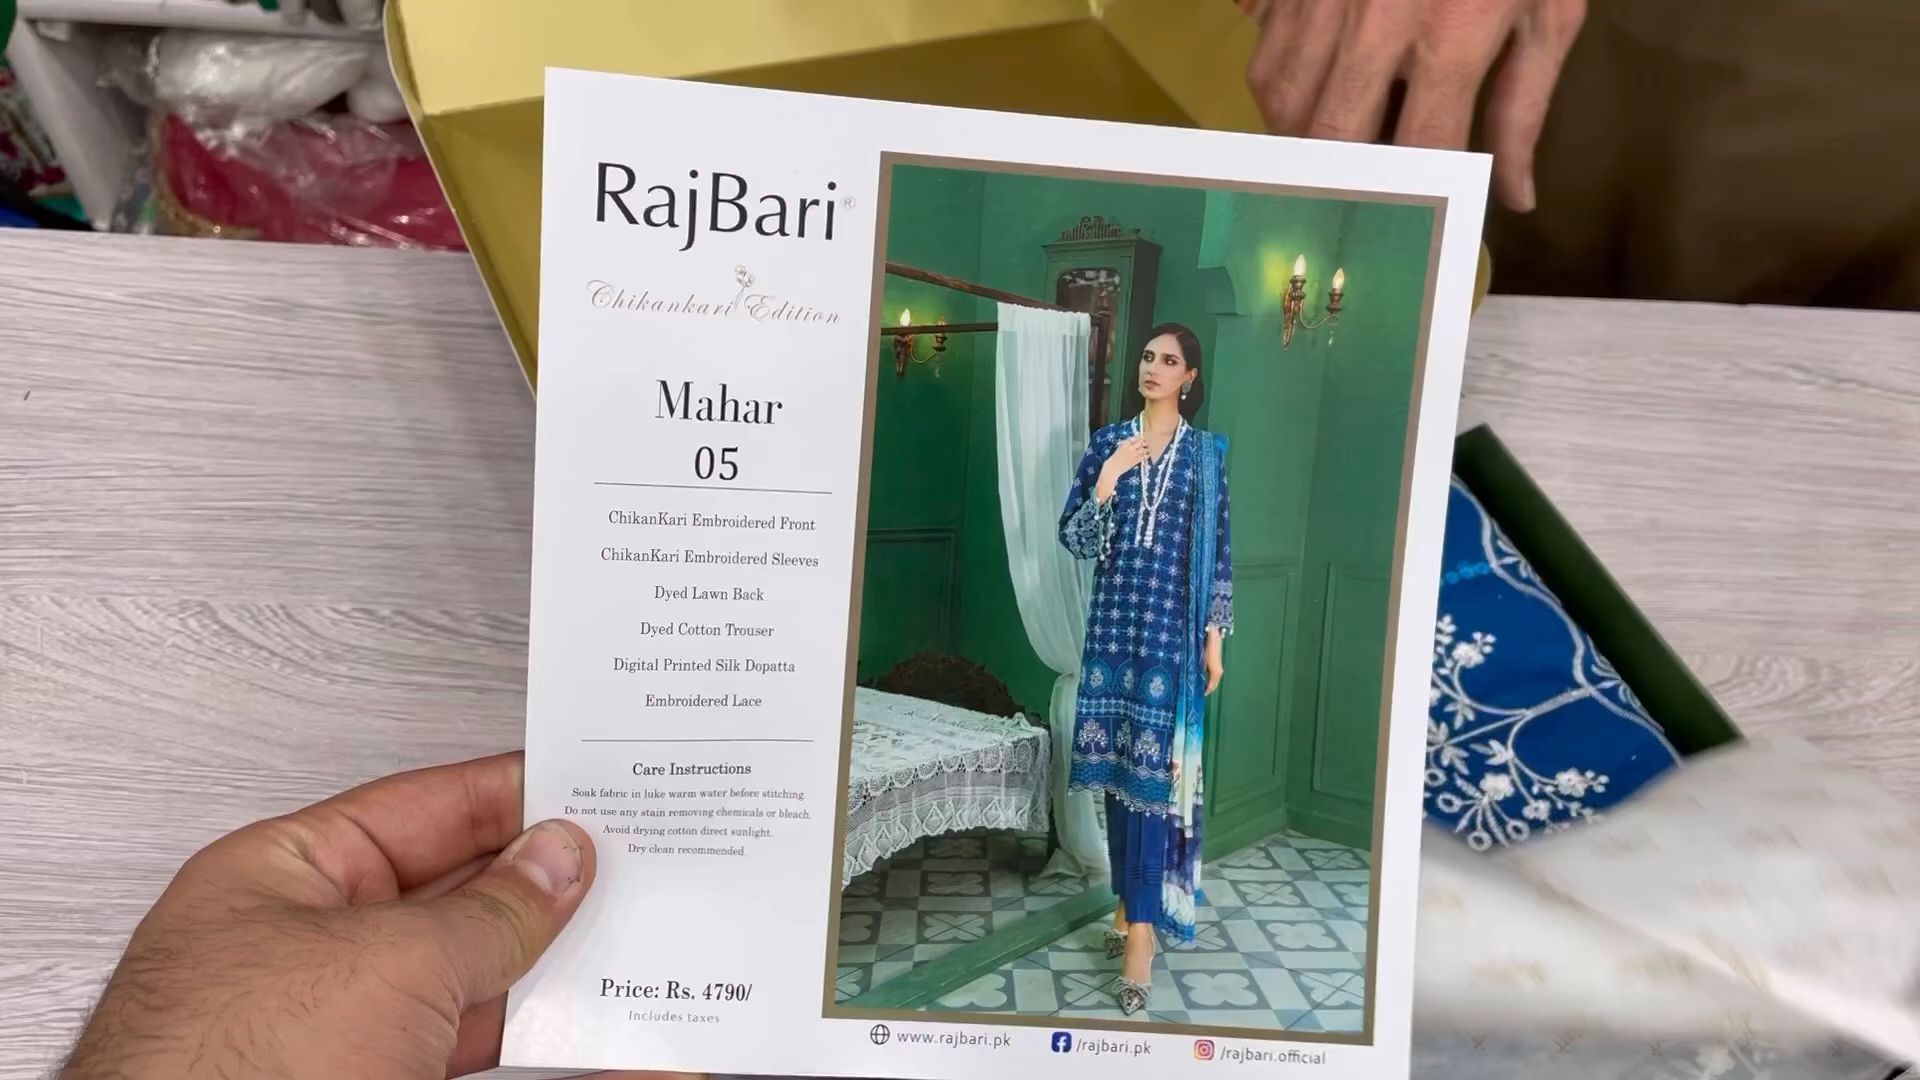 RajBari®
Chikankari Edition
Mahar
05
ChikanKari Embroidered Front
ChikanKari Embroidered Sleeves
Dyed Lawn Back
Dyed Cotton Trouser
Digital Printed Silk Dopatta
Embroidered Lace
Care Instructions
Soak fabric in luke warm water before stitching.
Do not use any stain removing chemicals or bleach.
Avoid drying cotton direct sunlight.
Dry clean recommended.
Price: Rs. 4790/
Includes taxes
www.rajbari.pk /rajbari.pk /rajbari.official